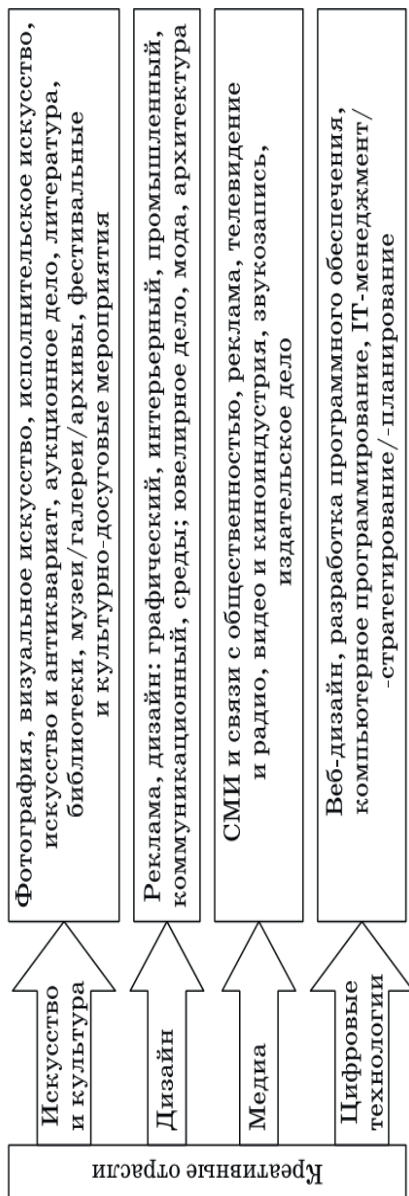 Креативные отрасли
Искусство
и культура
Фотография, визуальное искусство, исполнительское искусство,
искусство и антиквариат, аукционное дело, литература,
библиотеки, музеи/галереи/архивы, фестивальные
и культурно-досуговые мероприятия
Дизайн
Реклама, дизайн: графический, интерьерный, промышленный,
коммуникационный, среды; ювелирное дело, мода, архитектура
Медиа
СМИ и связи с общественностью, реклама, телевидение
и радио, видео и киноиндустрия, звукозапись,
издательское дело
Цифровые
технологии
Веб-дизайн, разработка программного обеспечения,
компьютерное программирование, IT-менеджмент/
-стратегирование/-планирование